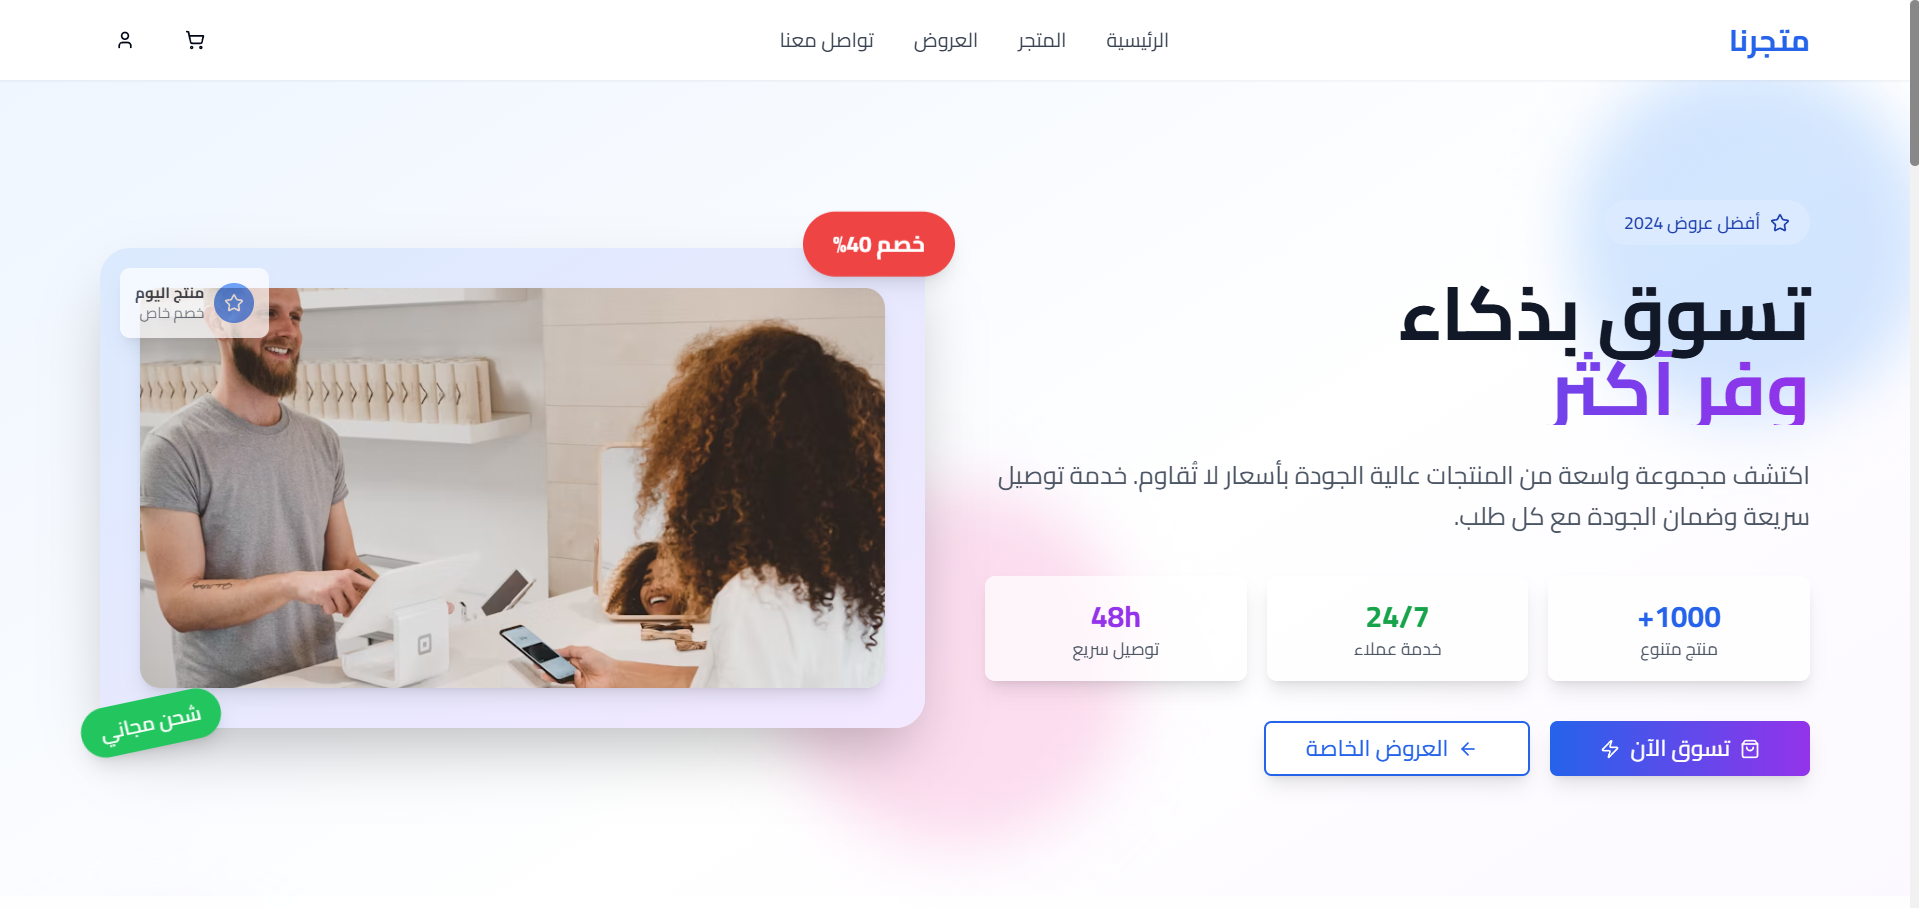 متجرنا
الرئيسية
المتجر
العروض
تواصل معنا
أفضل عروض 2024
تسوق بذكاء
وفر أكثر
اكتشف مجموعة واسعة من المنتجات عالية الجودة بأسعار لا تُقاوم. خدمة توصيل
سريعة وضمان الجودة مع كل طلب.
+1000
منتج متنوع
24/7
خدمة عملاء
48h
توصيل سريع
تسوق الآن
العروض الخاصة
خصم 40%
منتج اليوم
خصم خاص
شحن مجاني